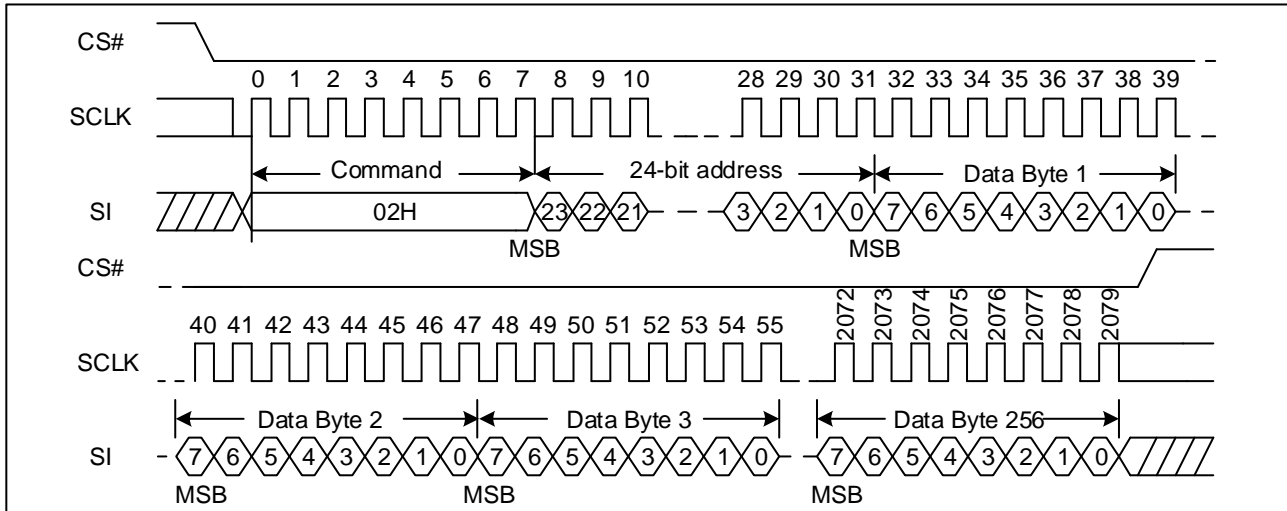 CS#
0 1 2 3 4 5 6 7 8 9 10 28 29 30 31 32 33 34 35 36 37 38 39
SCLK
Command 24-bit address Data Byte 1
SI 02H 23 22 21 3 2 1 0 7 6 5 4 3 2 1 0
MSB MSB
CS#
40 41 42 43 44 45 46 47 48 49 50 51 52 53 54 55 2072 2073 2074 2075 2076 2077 2078 2079
SCLK
Data Byte 2 Data Byte 3 Data Byte 256
SI 7 6 5 4 3 2 1 0 7 6 5 4 3 2 1 0 7 6 5 4 3 2 1 0
MSB MSB MSB